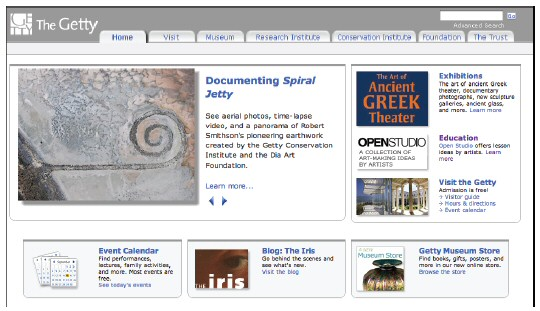 The Getty
Go
Advanced Search
Home
Visit
Museum
Research Institute
Conservation Institute
Foundation
The Trust
Documenting Spiral
Jetty
See aerial photos, time-lapse
video, and a panorama of Robert
Smithson's pioneering earthwork
created by the Getty Conservation
Institute and the Dia Art
Foundation.
Learn more...
The Art of
Ancient
GREEK
Theater
Exhibitions
The art of ancient Greek
theater, documentary
photographs, new sculpture
galleries, ancient glass,
and more. Learn more
OPENSTUDIO
A COLLECTION OF
ART-MAKING IDEAS
BY ARTISTS
Education
Open Studio offers lesson
ideas by artists. Learn
more
Visit the Getty
Admission is free!
Visitor guide
Hours & directions
Event calendar
Event Calendar
Find performances,
lectures, family activities,
and more. Most events are
free.
See today's events
THE iris
Blog: The Iris
Go behind the scenes and
see what's new.
Visit the blog
Museum Store
Getty Museum Store
Find books, gifts, posters,
and more in our new online store.
Browse the store